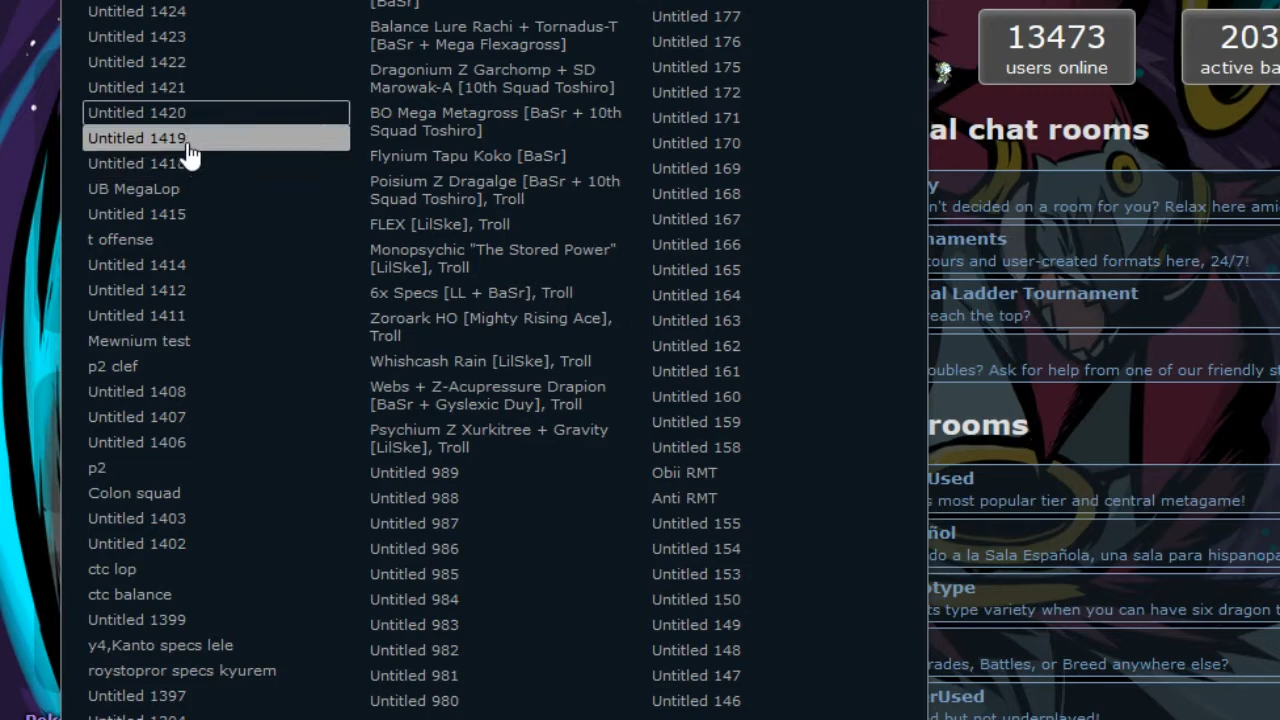 Untitled 1424
Untitled 1423
Untitled 1422
Untitled 1421
Untitled 1420
Untitled 1419
Untitled 1418
UB MegaLop
Untitled 1415
t offense
Untitled 1414
Untitled 1412
Untitled 1411
Mewnium test
p2 clef
Untitled 1408
Untitled 1407
Untitled 1406
p2
Colon squad
Untitled 1403
Untitled 1402
ctc lop
ctc balance
Untitled 1399
y4,Kanto specs lele
roystopror specs kyurem
Untitled 1397
[BaSr]
Balance Lure Rachi + Tornadus-T
[BaSr + Mega Flexagross]
Dragonium Z Garchomp + SD
Marowak-A [10th Squad Toshiro]
BO Mega Metagross [BaSr + 10th
Squad Toshiro]
Flynium Tapu Koko [BaSr]
Poisium Z Dragalge [BaSr + 10th
Squad Toshiro], Troll
FLEX [LilSke], Troll
Monopsychic "The Stored Power"
[LilSke], Troll
6x Specs [LL + BaSr], Troll
Zoroark HO [Mighty Rising Ace],
Troll
Whishcash Rain [LilSke], Troll
Webs + Z-Acupressure Drapion
[BaSr + Gyslexic Duy], Troll
Psychium Z Xurkitree + Gravity
[LilSke], Troll
Untitled 989
Untitled 988
Untitled 987
Untitled 986
Untitled 985
Untitled 984
Untitled 983
Untitled 982
Untitled 981
Untitled 980
Untitled 177
Untitled 176
Untitled 175
Untitled 172
Untitled 171
Untitled 170
Untitled 169
Untitled 168
Untitled 167
Untitled 166
Untitled 165
Untitled 164
Untitled 163
Untitled 162
Untitled 161
Untitled 160
Untitled 159
Untitled 158
Obii RMT
Anti RMT
Untitled 155
Untitled 154
Untitled 153
Untitled 150
Untitled 149
Untitled 148
Untitled 147
Untitled 146
13473
users online
203
active ba
al chat rooms
y
n't decided on a room for you? Relax here ami
naments
tours and user-created formats here, 24/7!
al Ladder Tournament
reach the top?
oubles? Ask for help from one of our friendly st
rooms
Used
s most popular tier and central metagame!
ñol
do a la Sala Española, una sala para hispanopa
otype
ts type variety when you can have six dragon t
rades, Battles, or Breed anywhere else?
rUsed
d but not underplayed!